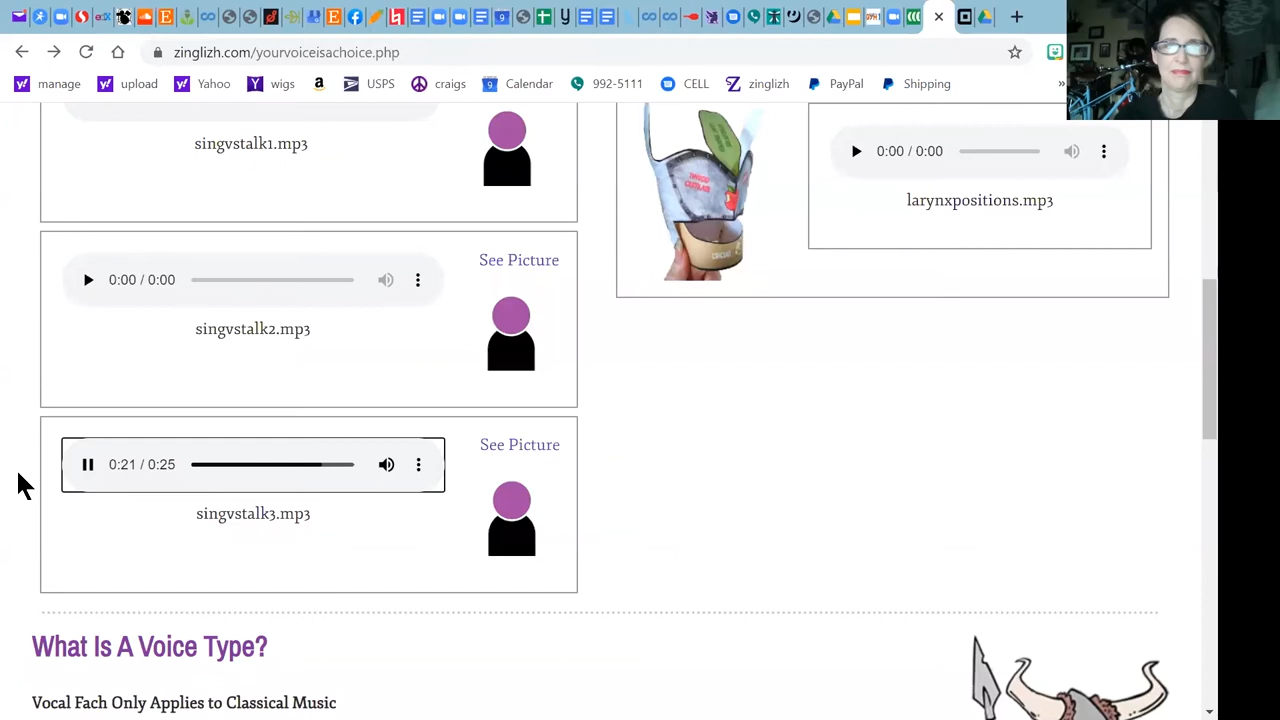 zinglizh.com/yourvoiceisachoice.php
manage upload Yahoo wigs USPS craigs Calendar 992-5111 CELL zinglizh PayPal Shipping »
singvstalk1.mp3
0:00 / 0:00
larynxpositions.mp3
0:00 / 0:00
See Picture
singvstalk2.mp3
0:21 / 0:25
See Picture
singvstalk3.mp3
What Is A Voice Type?
Vocal Fach Only Applies to Classical Music